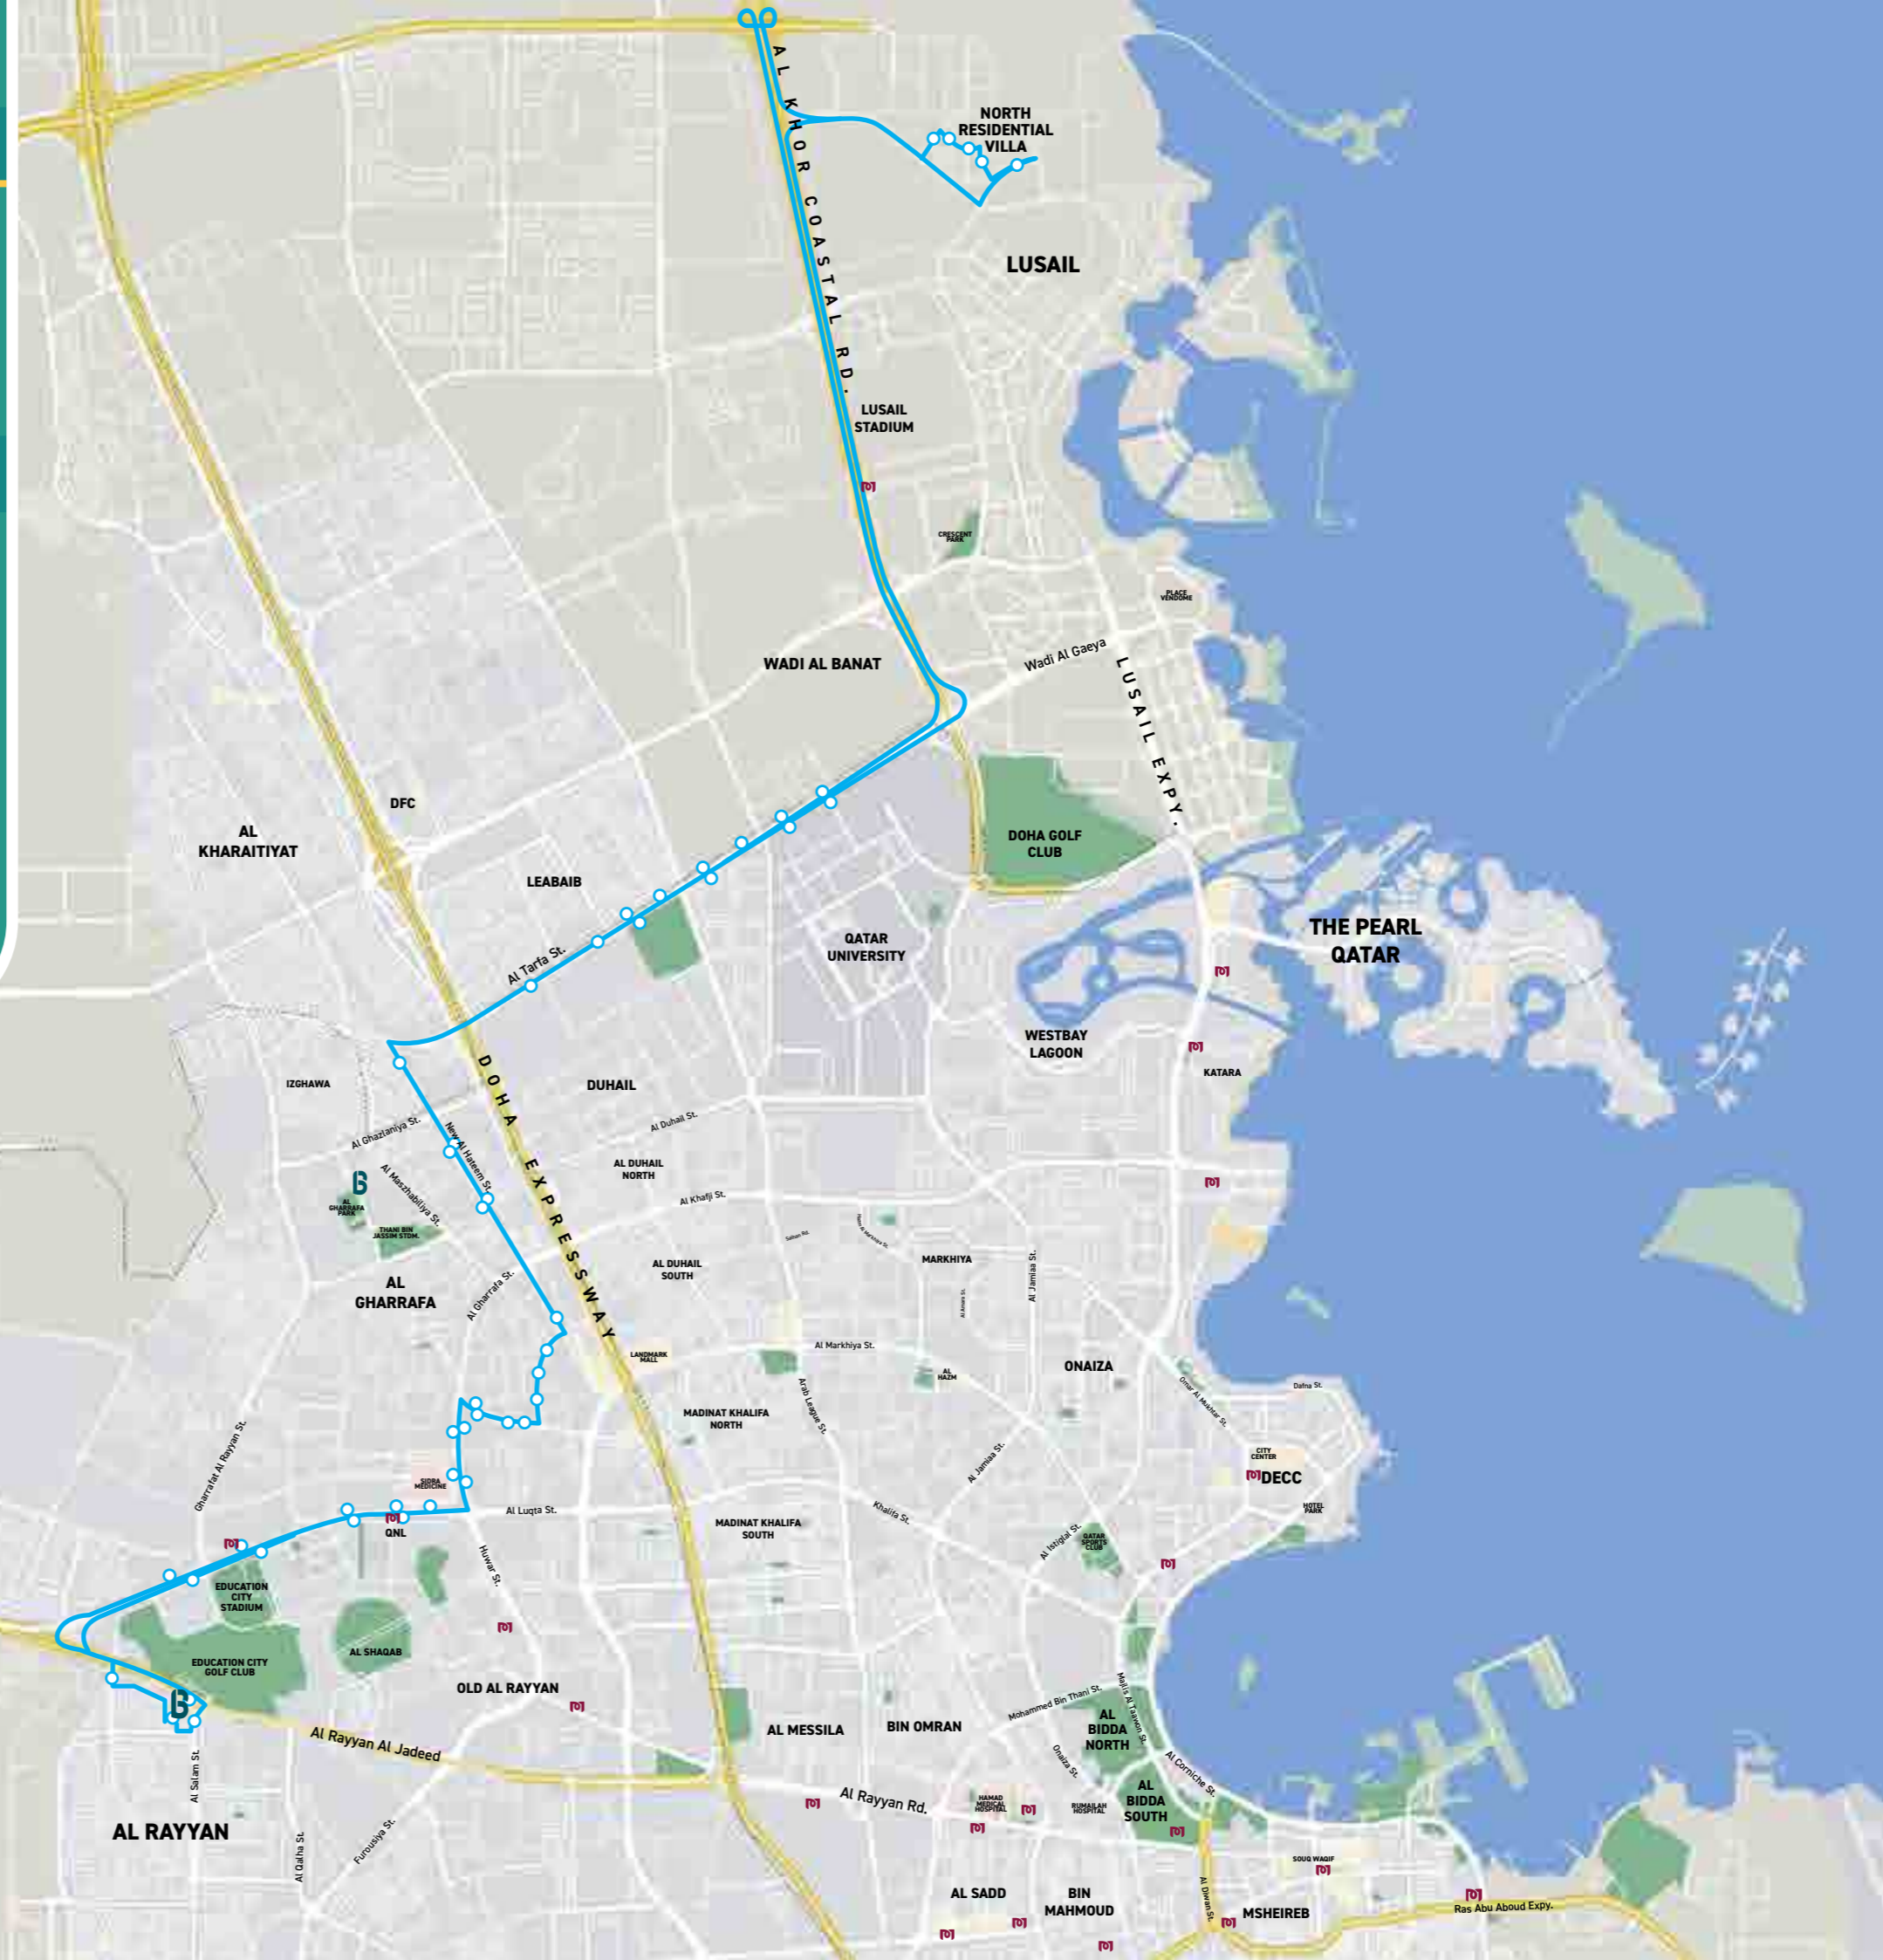 AL KHOR COASTAL RD.
NORTH
RESIDENTIAL
VILLA
LUSAIL
LUSAIL
STADIUM
CRESCENT
PARK
PLACE
VENDOME
WADI AL BANAT
Wadi Al Gaeya
LUSAIL EXPY.
DFC
AL
KHARAITIYAT
DOHA GOLF
CLUB
LEABAIB
THE PEARL
QATAR
QATAR
UNIVERSITY
Al Tarfa St.
WESTBAY
LAGOON
KATARA
IZGHAWA
DUHAIL
DOHA EXPRESSWAY
Al Ghazlaniya St.
New Al Hateem St.
Al Duhail St.
AL DUHAIL
NORTH
Al Maszhabiliya St.
AL
GHARRAFA
PARK
THANI BIN
JASSIM STDM.
Al Khafji St.
MARKHIYA
AL DUHAIL
SOUTH
Al Jamiaa St.
AL
GHARRAFA
Al Gharrafa St.
LANDMARK
MALL
Al Markhiya St.
ONAIZA
AL
HAZM
Dafna St.
Omar Al Mukhtar St.
Arab League St.
MADINAT KHALIFA
NORTH
Gharrafat Al Rayyan St.
Al Jamiaa St.
CITY
CENTER
DECC
SIDRA
MEDICINE
Al Luqta St.
HOTEL
PARK
Khalifa St.
QNL
MADINAT KHALIFA
SOUTH
Al Istiqlal St.
QATAR
SPORTS
CLUB
Huwar St.
EDUCATION
CITY
STADIUM
AL SHAQAB
EDUCATION CITY
GOLF CLUB
OLD AL RAYYAN
Mohammed Bin Thani St.
Majlis Al Taawon St.
AL MESSILA
BIN OMRAN
AL
BIDDA
NORTH
Al Rayyan Al Jadeed
Onaiza St.
Al Corniche St.
Al Salam St.
Al Rayyan Rd.
HAMAD
MEDICAL
HOSPITAL
RUMAILAH
HOSPITAL
AL
BIDDA
SOUTH
AL RAYYAN
Al Qalha St.
Furousiya St.
SOUQ WAQIF
AL SADD
BIN
MAHMOUD
Al Diwan St.
MSHEIREB
Ras Abu Aboud Expy.